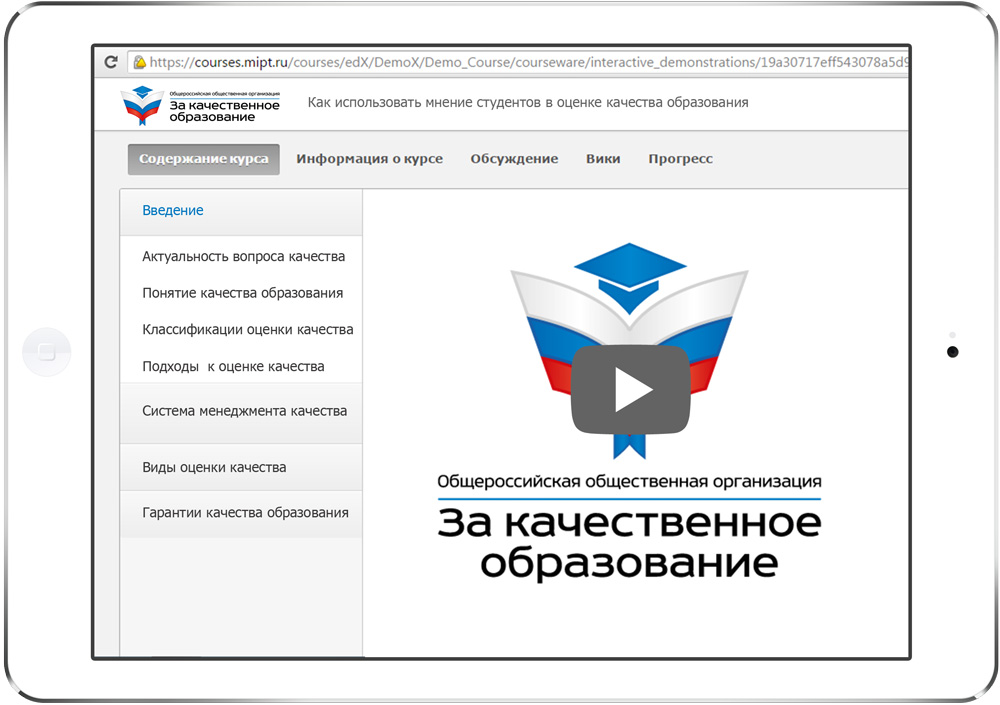 https://courses.mipt.ru/courses/edX/DemoX/Demo_Course/courseware/interactive_demonstrations/19a30717eff543078a5d9
Общероссийская общественная организация
За качественное
образование
Как использовать мнение студентов в оценке качества образования
Содержание курса Информация о курсе Обсуждение Вики Прогресс
Введение
Актуальность вопроса качества
Понятие качества образования
Классификации оценки качества
Подходы к оценке качества
Система менеджмента качества
Виды оценки качества
Гарантии качества образования
Общероссийская общественная организация
За качественное
образование